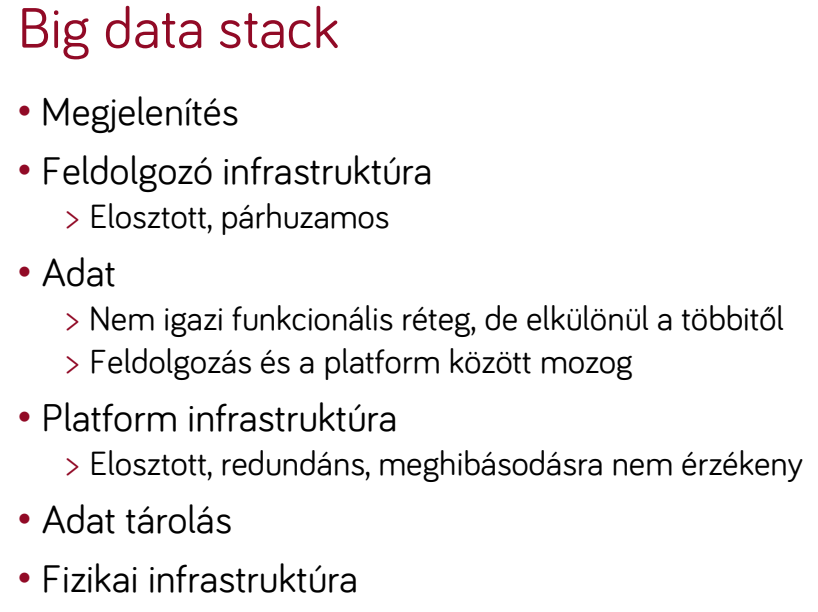 Big data stack
• Megjelenítés
• Feldolgozó infrastruktúra
> Elosztott, párhuzamos
• Adat
> Nem igazi funkcionális réteg, de elkülönül a többitől
> Feldolgozás és a platform között mozog
• Platform infrastruktúra
> Elosztott, redundáns, meghibásodásra nem érzékeny
• Adat tárolás
• Fizikai infrastruktúra